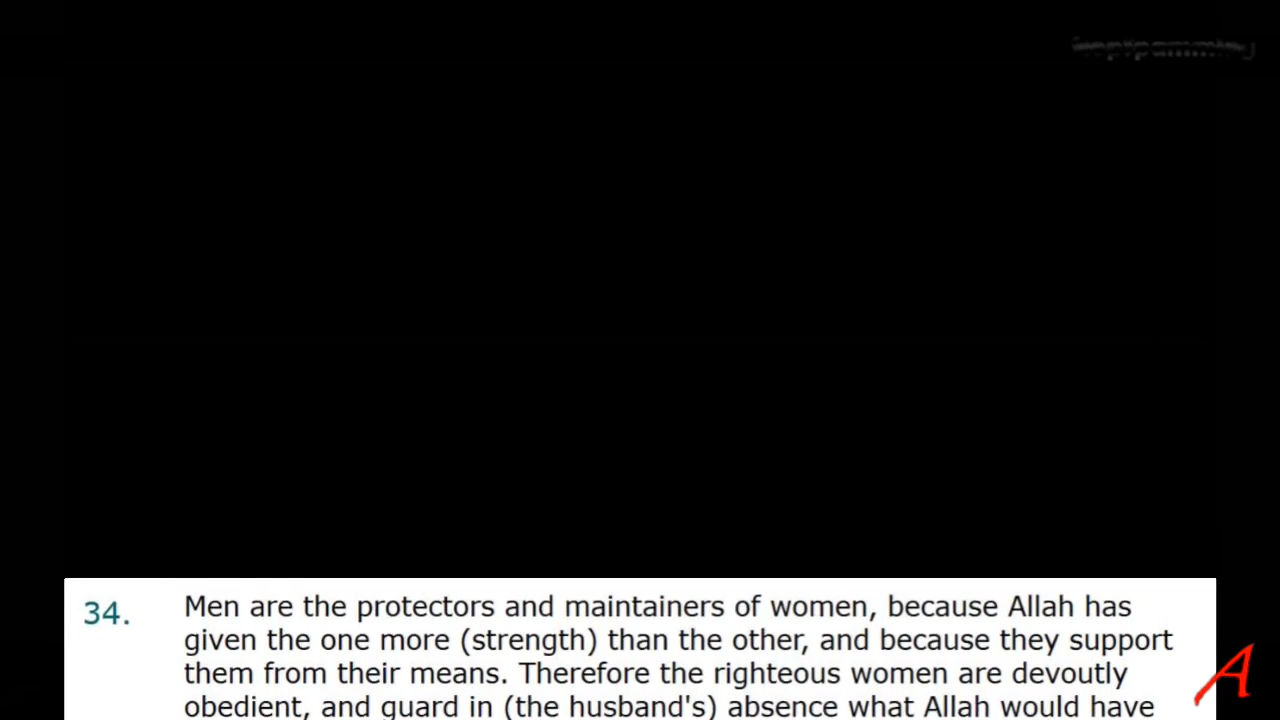 34. Men are the protectors and maintainers of women, because Allah has
given the one more (strength) than the other, and because they support
them from their means. Therefore the righteous women are devoutly
obedient, and guard in (the husband's) absence what Allah would have
A